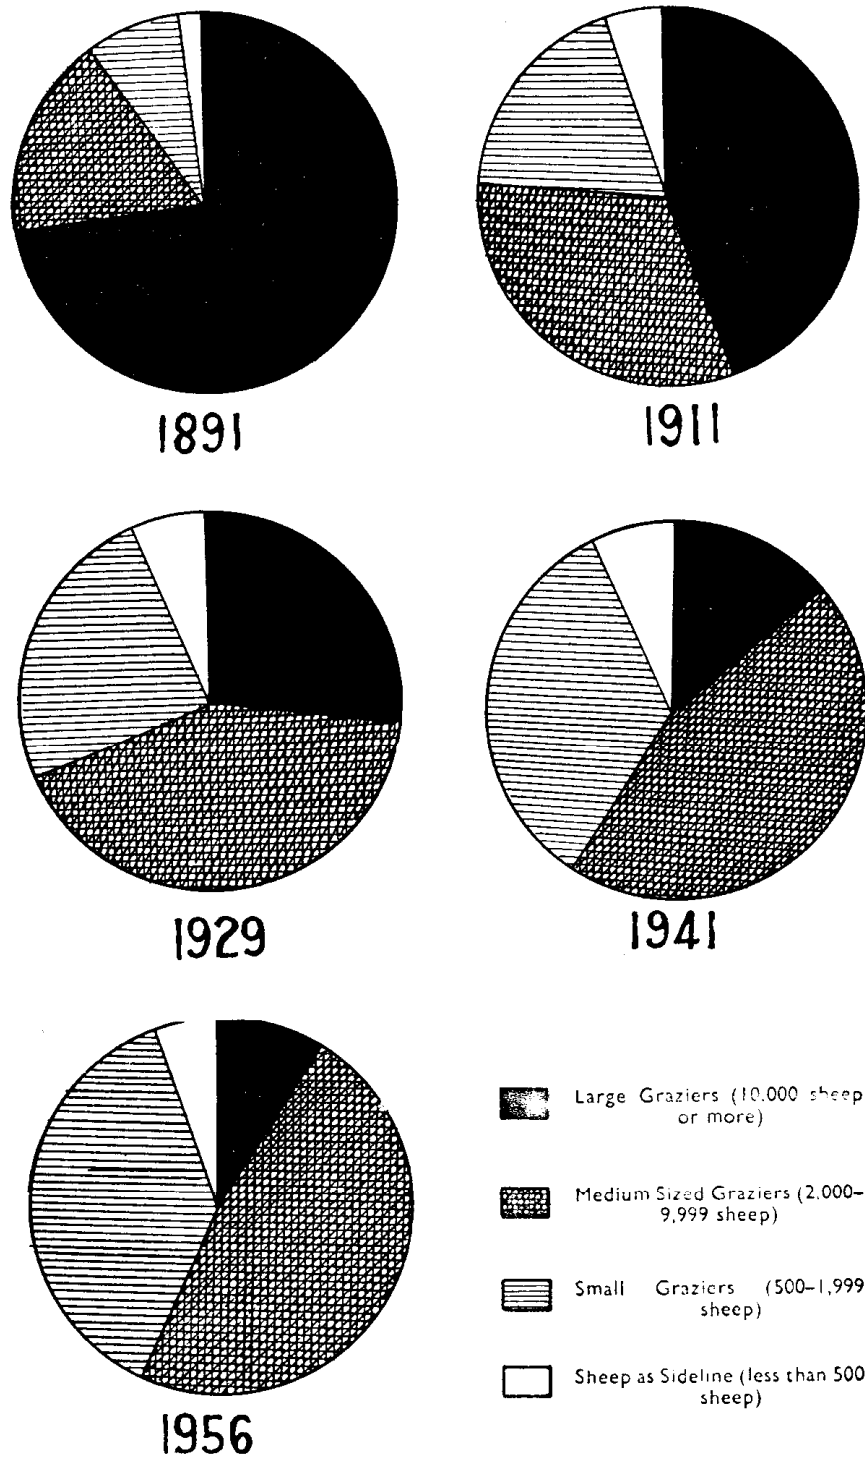 1891
1911
1929
1941
1956
Large Graziers (10,000 sheep
or more)
Medium Sized Graziers (2,000–
9,999 sheep)
Small Graziers (500–1,999
sheep)
Sheep as Sideline (less than 500
sheep)